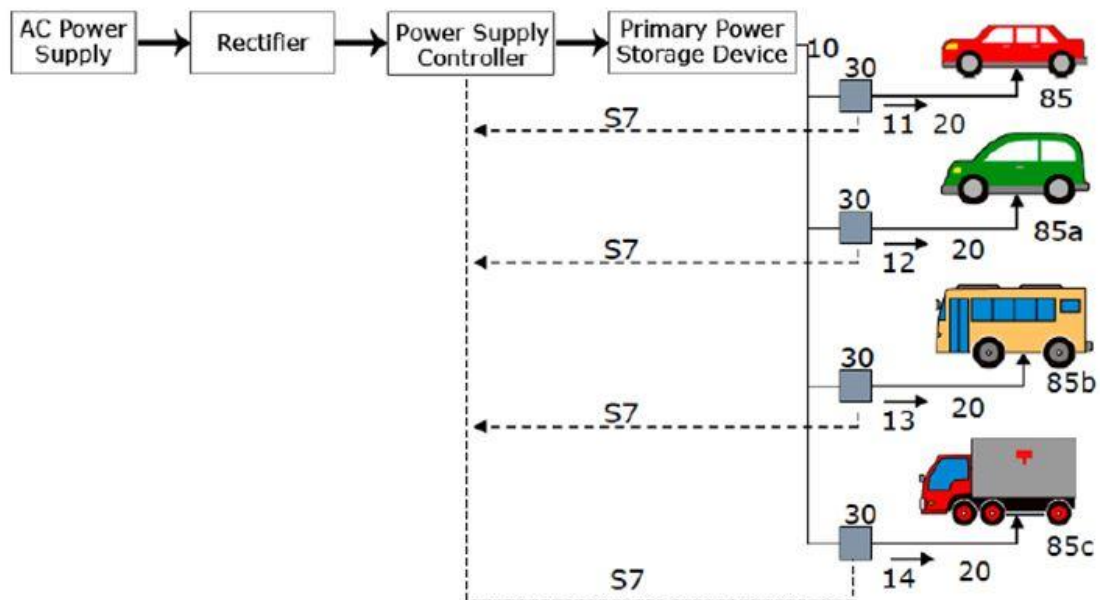 AC Power
Supply
Rectifier
Power Supply
Controller
Primary Power
Storage Device
10
30
85
S7
11 20
30
85a
S7
12
20
30
85b
S7
13
20
30
85c
S7
14
20